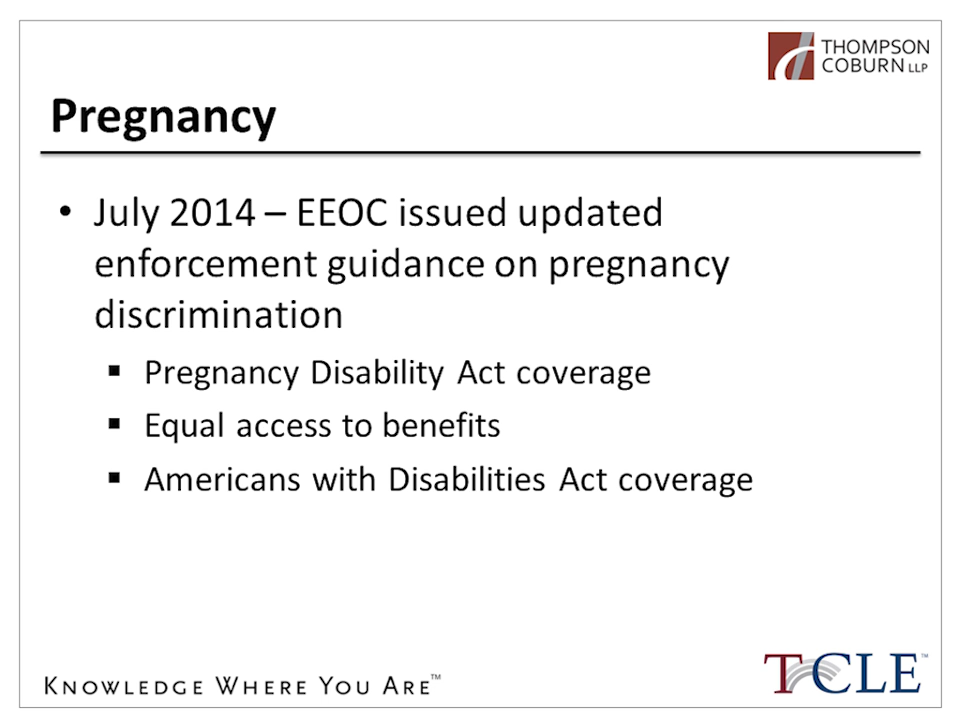 THOMPSON
COBURN LLP
Pregnancy
• July 2014 – EEOC issued updated
enforcement guidance on pregnancy
discrimination
▪ Pregnancy Disability Act coverage
▪ Equal access to benefits
▪ Americans with Disabilities Act coverage
KNOWLEDGE WHERE YOU ARE™
TCLE™